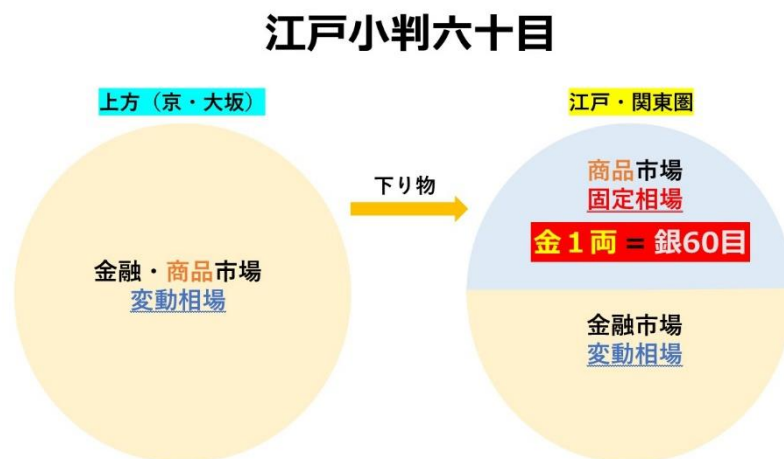 江戸小判六十目
上方（京・大坂）
金融・商品市場
変動相場
下り物
江戸・関東圏
商品市場
固定相場
金１両 = 銀60目
金融市場
変動相場